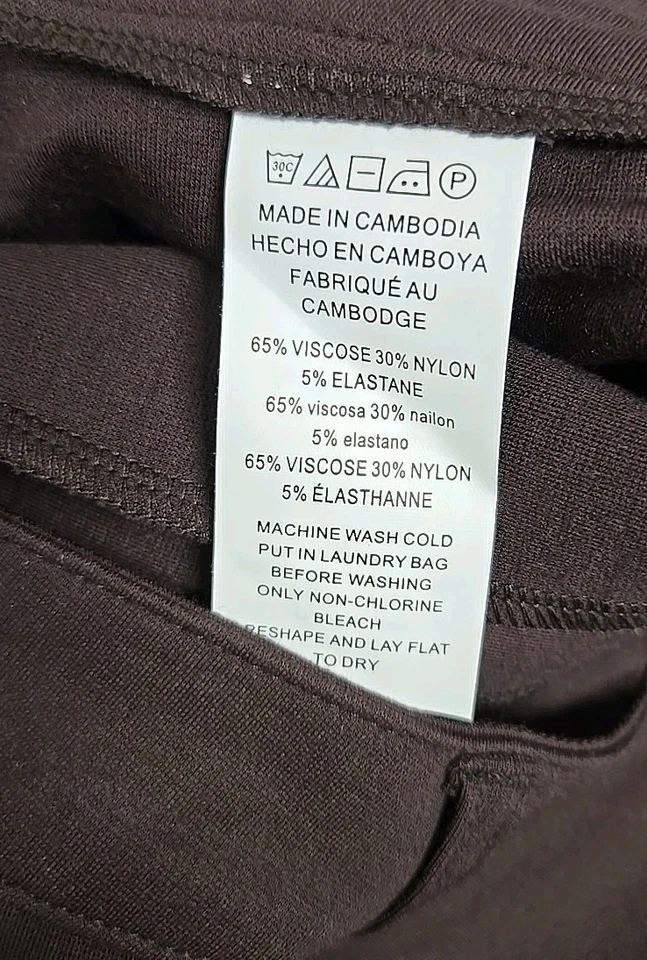 30C P
MADE IN CAMBODIA
HECHO EN CAMBOYA
FABRIQUÉ AU
CAMBODGE
65% VISCOSE 30% NYLON
5% ELASTANE
65% viscosa 30% nailon
5% elastano
65% VISCOSE 30% NYLON
5% ÉLASTHANNE
MACHINE WASH COLD
PUT IN LAUNDRY BAG
BEFORE WASHING
ONLY NON-CHLORINE
BLEACH
RESHAPE AND LAY FLAT
TO DRY